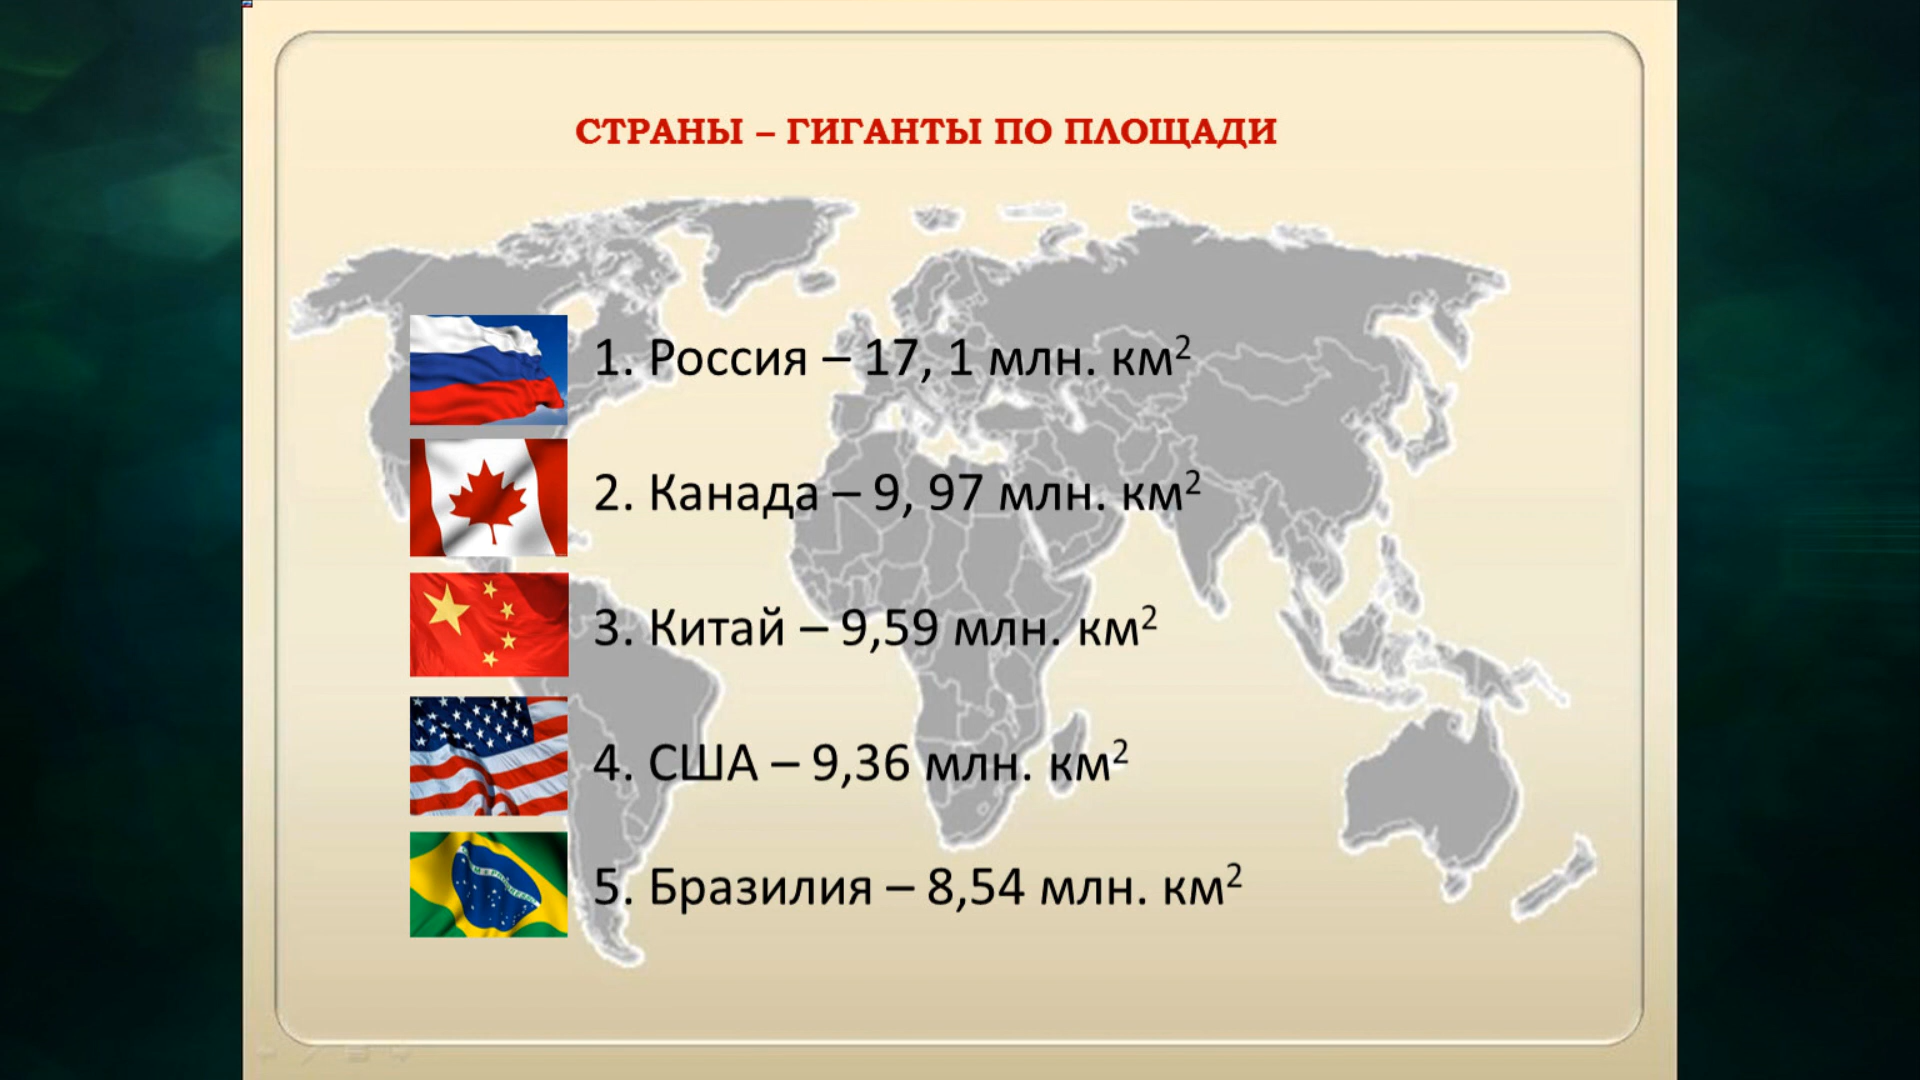 СТРАНЫ – ГИГАНТЫ ПО ПЛОЩАДИ
1. Россия – 17, 1 млн. км²
2. Канада – 9, 97 млн. км²
3. Китай – 9,59 млн. км²
4. США – 9,36 млн. км²
5. Бразилия – 8,54 млн. км²